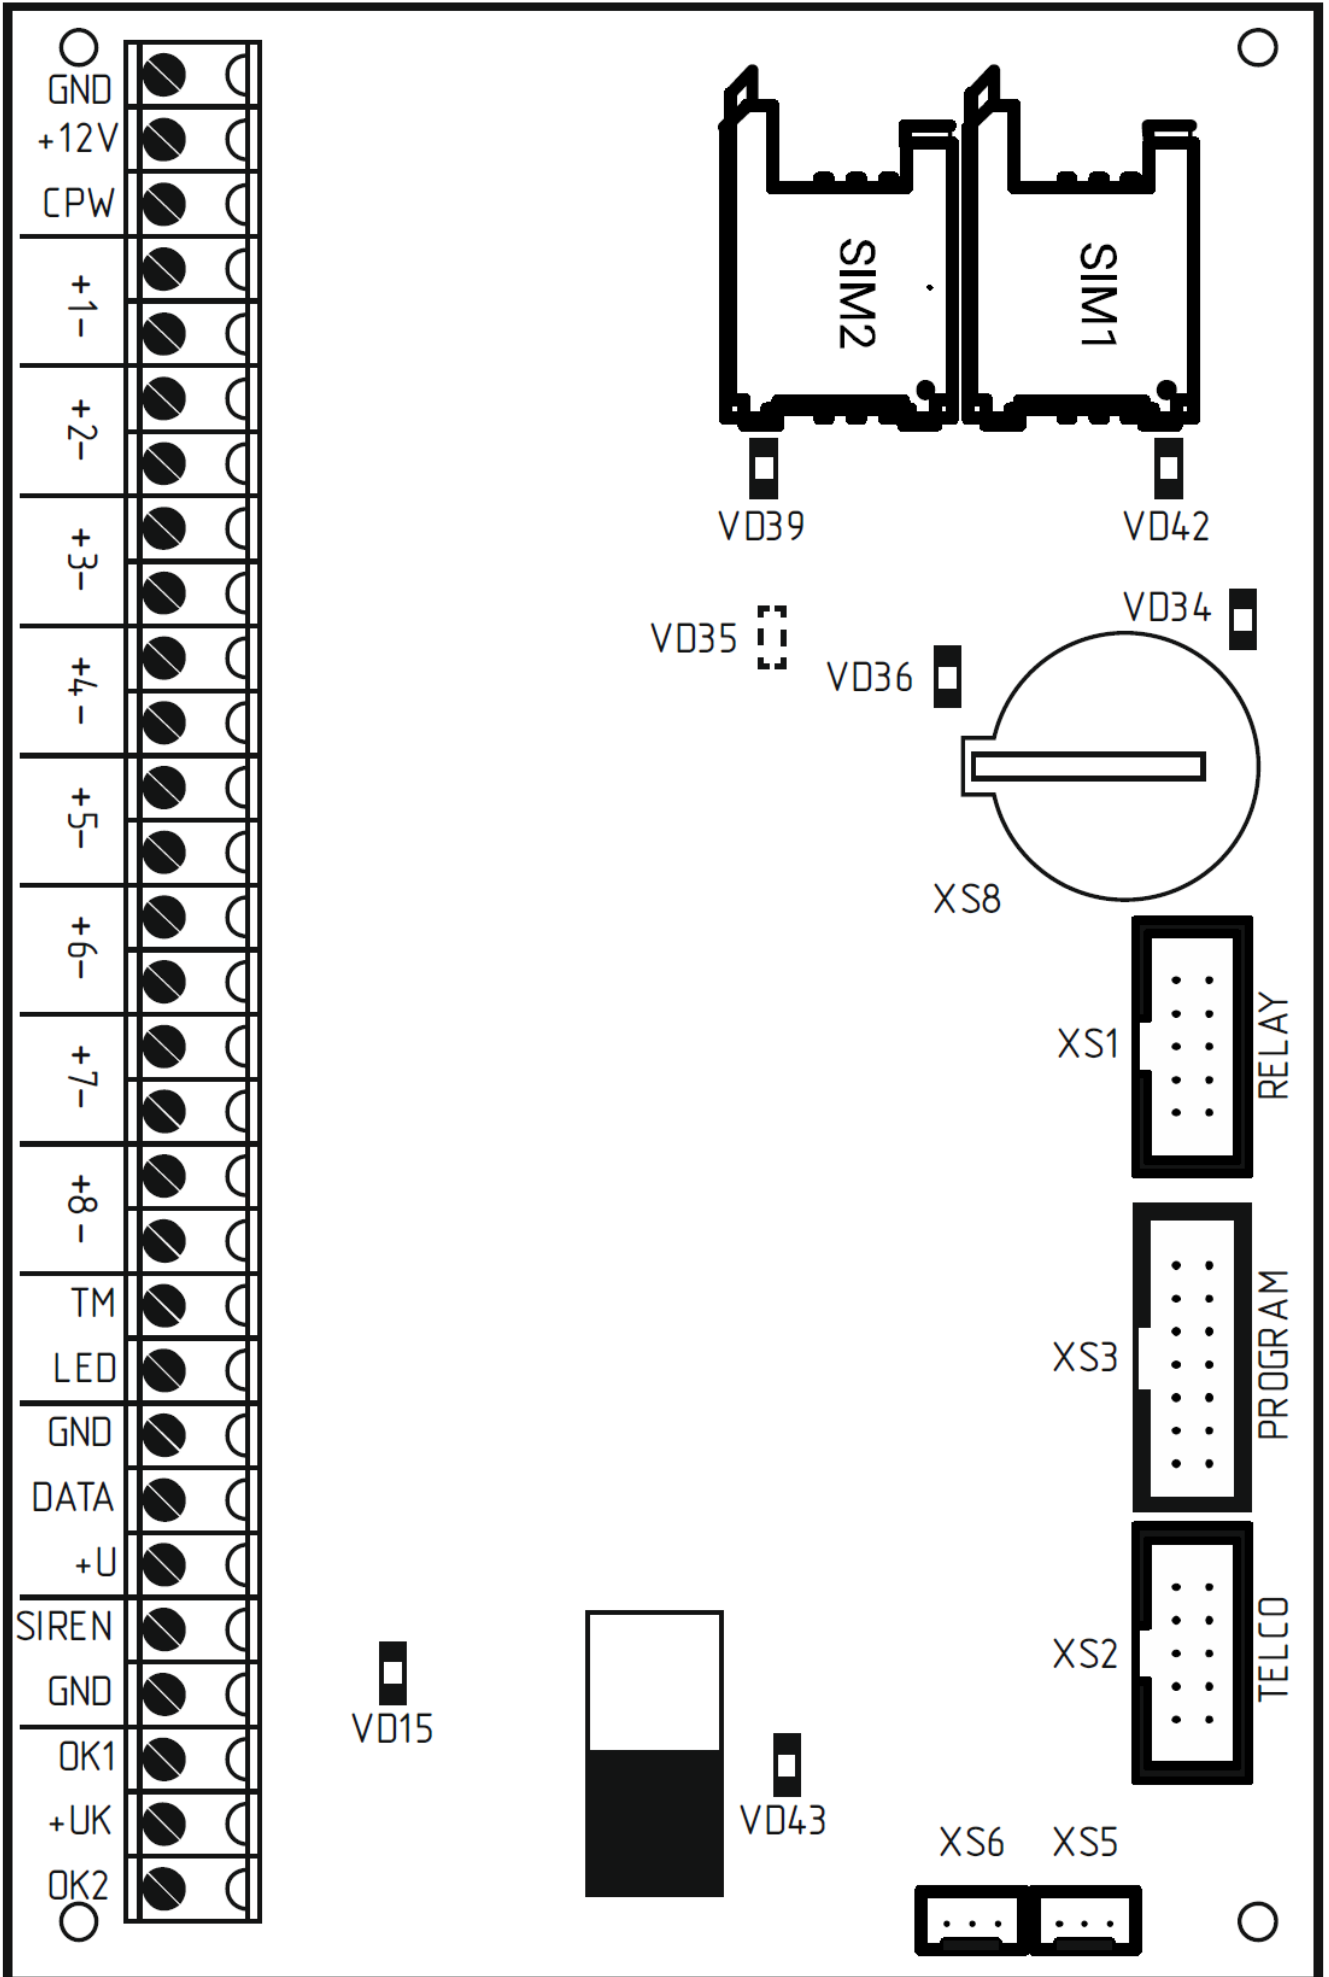 GND
+12V
CPW
+1-
+2-
+3-
+4-
+5-
+6-
+7-
+8-
TM
LED
GND
DATA
+U
SIREN
GND
OK1
+UK
OK2
SIM2
SIM1
VD39
VD42
VD34
VD35
VD36
XS8
XS1
RELAY
XS3
PROGRAM
XS2
TELCO
VD15
VD43
XS6
XS5